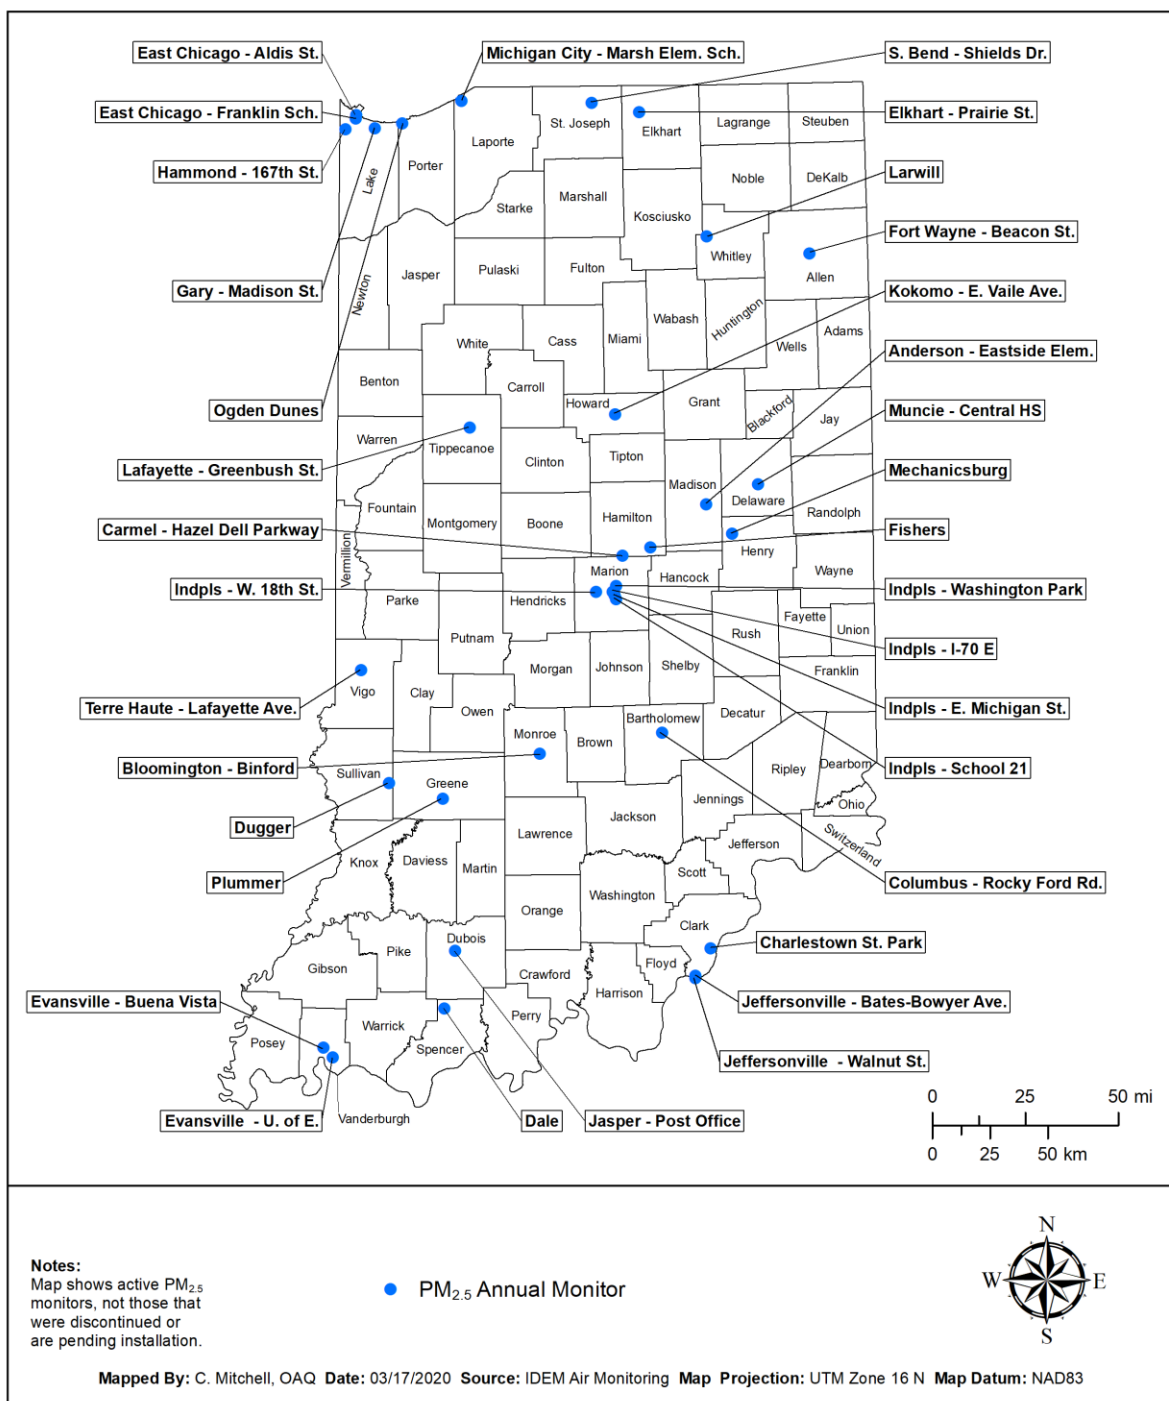 East Chicago - Aldis St.
Michigan City - Marsh Elem. Sch.
S. Bend - Shields Dr.
East Chicago - Franklin Sch.
Elkhart - Prairie St.
Hammond - 167th St.
Larwill
Fort Wayne - Beacon St.
Gary - Madison St.
Kokomo - E. Vaile Ave.
Anderson - Eastside Elem.
Ogden Dunes
Muncie - Central HS
Lafayette - Greenbush St.
Mechanicsburg
Carmel - Hazel Dell Parkway
Fishers
Indpls - W. 18th St.
Indpls - Washington Park
Indpls - I-70 E
Terre Haute - Lafayette Ave.
Indpls - E. Michigan St.
Bloomington - Binford
Indpls - School 21
Dugger
Plummer
Columbus - Rocky Ford Rd.
Charlestown St. Park
Evansville - Buena Vista
Jeffersonville - Bates-Bowyer Ave.
Jeffersonville - Walnut St.
Evansville - U. of E.
Dale
Jasper - Post Office
Lake
Porter
Laporte
St. Joseph
Elkhart
Lagrange
Steuben
Noble
DeKalb
Starke
Marshall
Kosciusko
Whitley
Allen
Newton
Jasper
Pulaski
Fulton
Miami
Wabash
Huntington
Wells
Adams
White
Cass
Benton
Carroll
Howard
Grant
Blackford
Jay
Warren
Tippecanoe
Clinton
Tipton
Madison
Delaware
Randolph
Fountain
Montgomery
Boone
Hamilton
Henry
Wayne
Vermillion
Parke
Putnam
Hendricks
Marion
Hancock
Rush
Fayette
Union
Vigo
Clay
Owen
Morgan
Johnson
Shelby
Decatur
Franklin
Sullivan
Greene
Monroe
Brown
Bartholomew
Ripley
Dearborn
Ohio
Jennings
Jackson
Lawrence
Jefferson
Switzerland
Knox
Daviess
Martin
Scott
Washington
Orange
Clark
Pike
Dubois
Gibson
Crawford
Floyd
Harrison
Perry
Posey
Warrick
Spencer
Vanderburgh
0 25 50 mi
0 25 50 km
Notes:
Map shows active PM2.5
monitors, not those that
were discontinued or
are pending installation.
PM2.5 Annual Monitor
N
W E
S
Mapped By: C. Mitchell, OAQ Date: 03/17/2020 Source: IDEM Air Monitoring Map Projection: UTM Zone 16 N Map Datum: NAD83